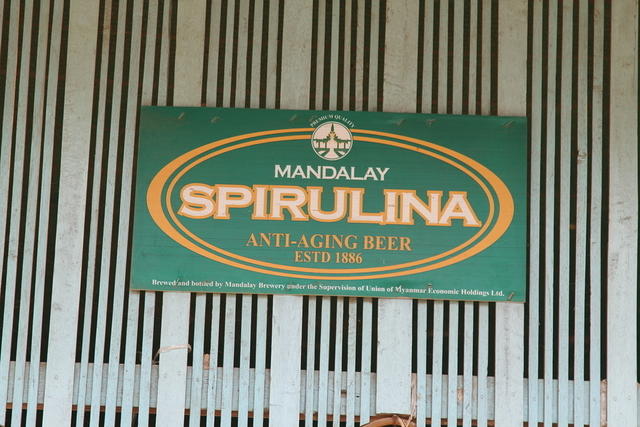 PREMIUM QUALITY
MANDALAY
SPIRULINA
ANTI-AGING BEER
ESTD 1886
Brewed and bottled by Mandalay Brewery under the Supervision of Union of Myanmar Economic Holdings Ltd.